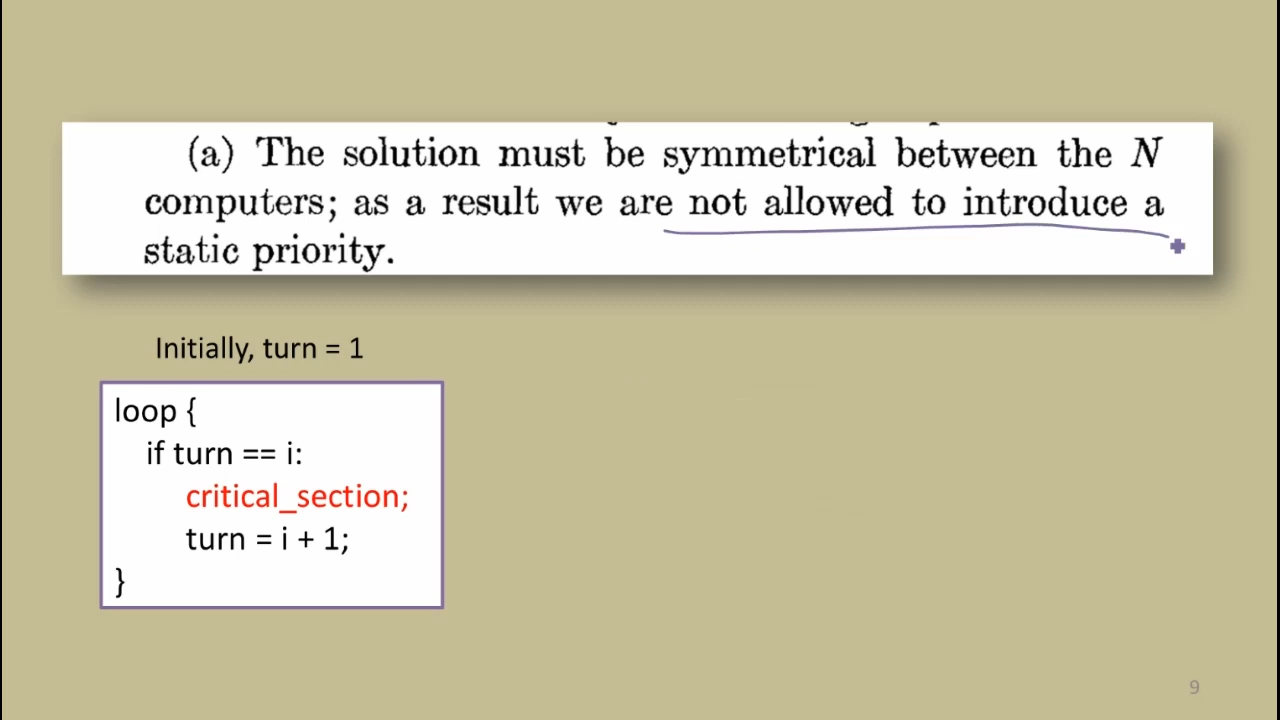 (a) The solution must be symmetrical between the N
computers; as a result we are not allowed to introduce a
static priority.
Initially, turn = 1
loop {
if turn == i:
critical_section;
turn = i + 1;
}
9